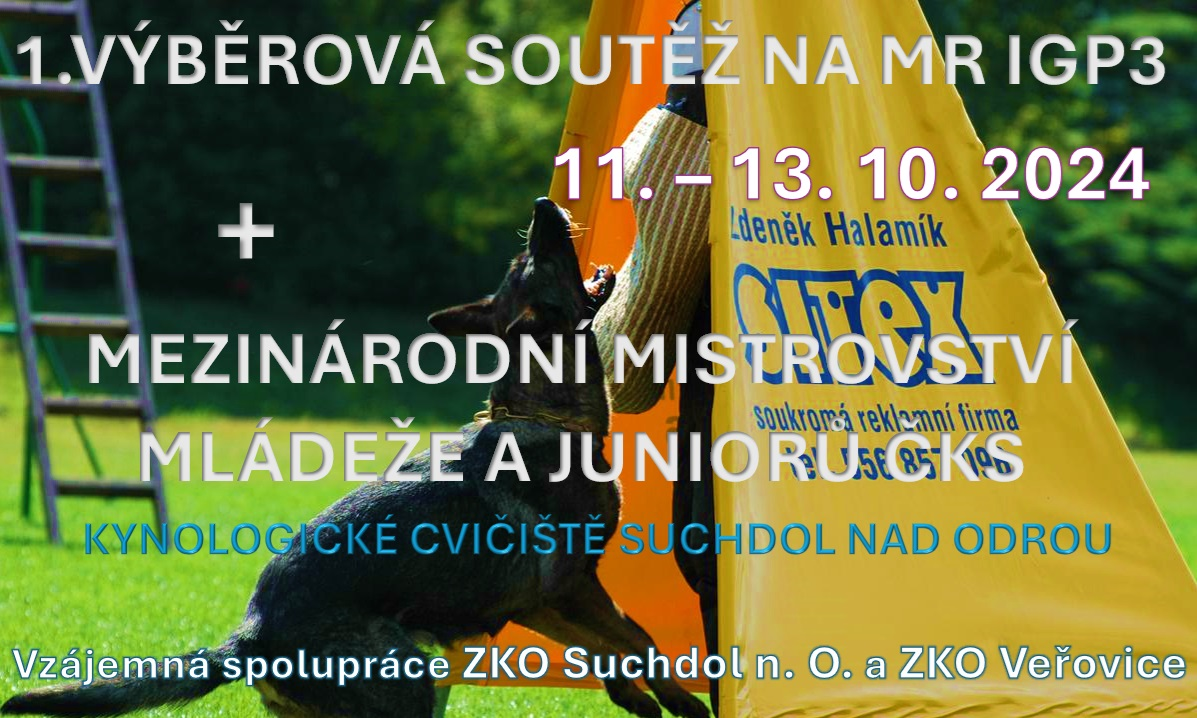 1.VÝBĚROVÁ SOUTĚŽ NA MR IGP3
11. – 13. 10. 2024
+
Zdeněk Halamík
sitex
MEZINÁRODNÍ MISTROVSTVÍ
soukromá reklamní firma
MLÁDEŽE A JUNIORŮ ČKS
KYNOLOGICKÉ CVIČIŠTĚ SUCHDOL NAD ODROU
Vzájemná spolupráce ZKO Suchdol n. O. a ZKO Veřovice